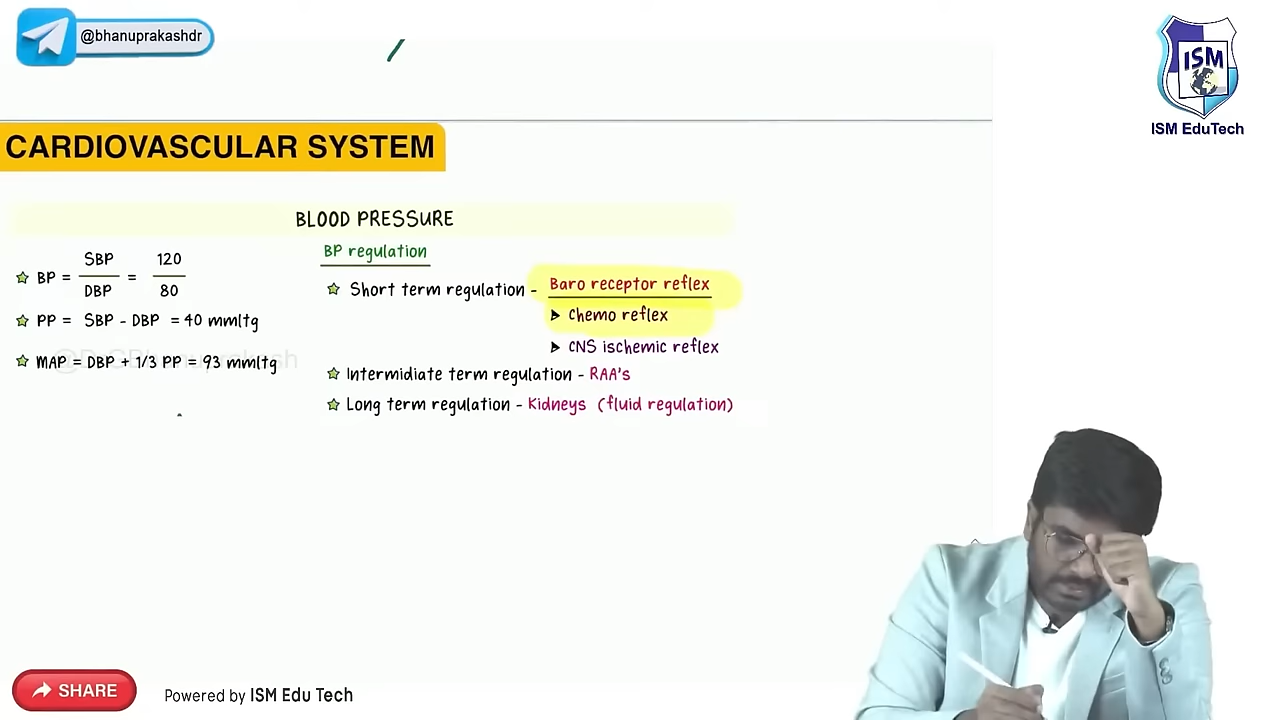 @bhanuprakashdr
ISM
ISM EduTech
CARDIOVASCULAR SYSTEM
BLOOD PRESSURE
BP = SBP / DBP = 120 / 80
PP = SBP - DBP = 40 mmltg
MAP = DBP + 1/3 PP = 93 mmltg
BP regulation
Short term regulation - Baro receptor reflex
Chemo reflex
CNS ischemic reflex
Intermidiate term regulation - RAA's
Long term regulation - Kidneys (fluid regulation)
SHARE
Powered by ISM Edu Tech